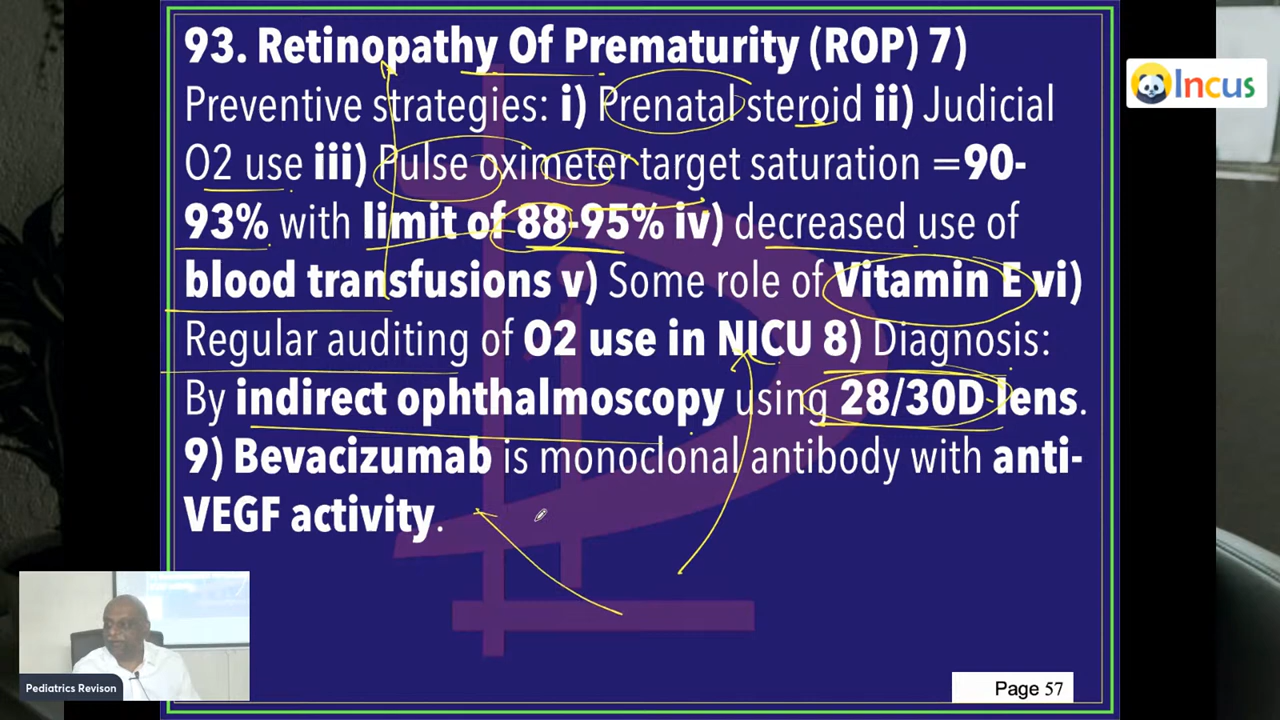 93. Retinopathy Of Prematurity (ROP) 7)
Preventive strategies: i) Prenatal steroid ii) Judicial
O2 use iii) Pulse oximeter target saturation =90-
93% with limit of 88-95% iv) decreased use of
blood transfusions v) Some role of Vitamin E vi)
Regular auditing of O2 use in NICU 8) Diagnosis:
By indirect ophthalmoscopy using 28/30D lens.
9) Bevacizumab is monoclonal antibody with anti-
VEGF activity.
Incus
Pediatrics Revison
Page 57